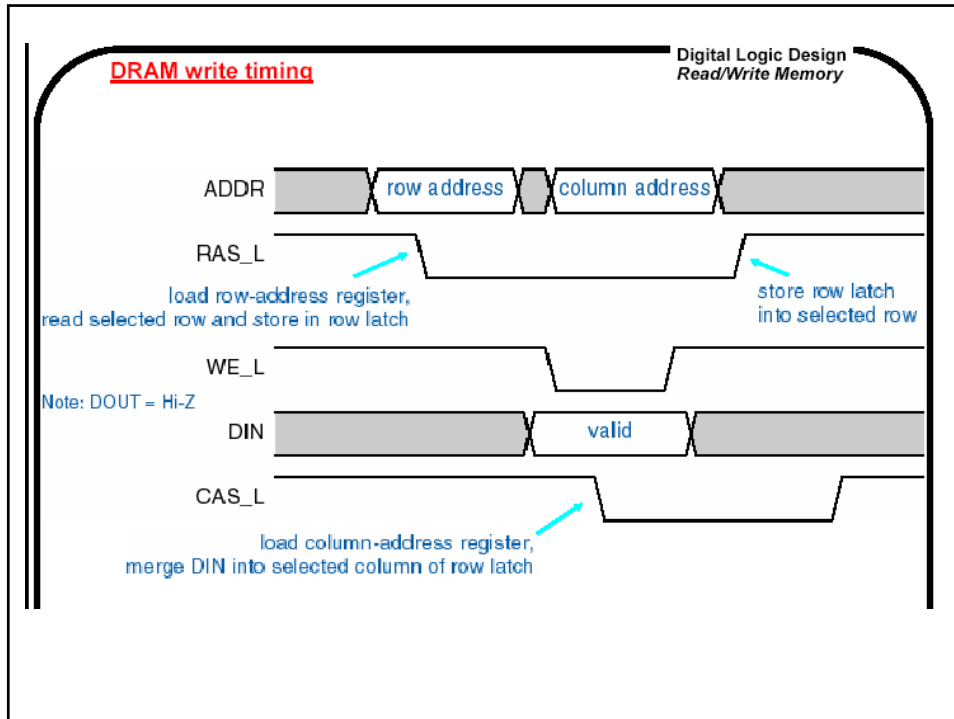 DRAM write timing
Digital Logic Design
Read/Write Memory
ADDR
row address
column address
RAS_L
load row-address register,
read selected row and store in row latch
store row latch
into selected row
WE_L
Note: DOUT = Hi-Z
DIN
valid
CAS_L
load column-address register,
merge DIN into selected column of row latch